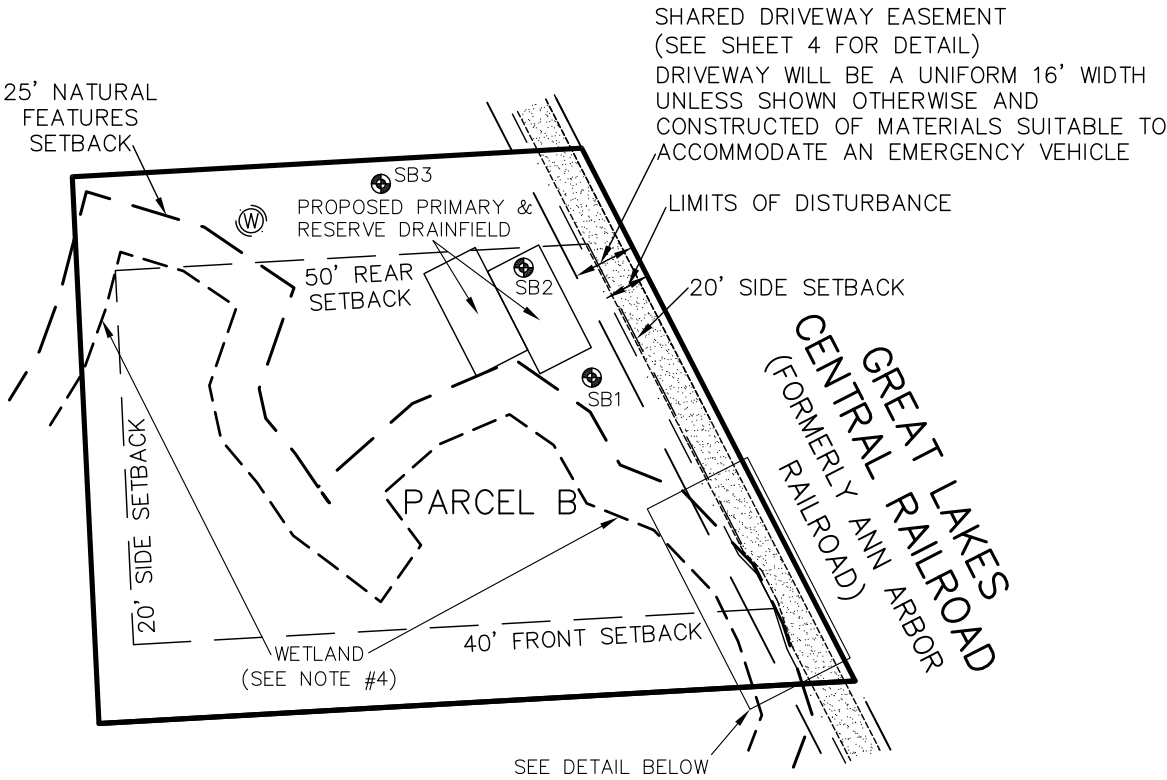 SHARED DRIVEWAY EASEMENT
(SEE SHEET 4 FOR DETAIL)
DRIVEWAY WILL BE A UNIFORM 16' WIDTH
UNLESS SHOWN OTHERWISE AND
CONSTRUCTED OF MATERIALS SUITABLE TO
ACCOMMODATE AN EMERGENCY VEHICLE
25' NATURAL
FEATURES
SETBACK
SB3
W
PROPOSED PRIMARY &
RESERVE DRAINFIELD
LIMITS OF DISTURBANCE
50' REAR
SETBACK
SB2
20' SIDE SETBACK
SB1
GREAT LAKES
CENTRAL RAILROAD
(FORMERLY ANN ARBOR
RAILROAD)
20' SIDE SETBACK
PARCEL B
40' FRONT SETBACK
WETLAND
(SEE NOTE #4)
SEE DETAIL BELOW